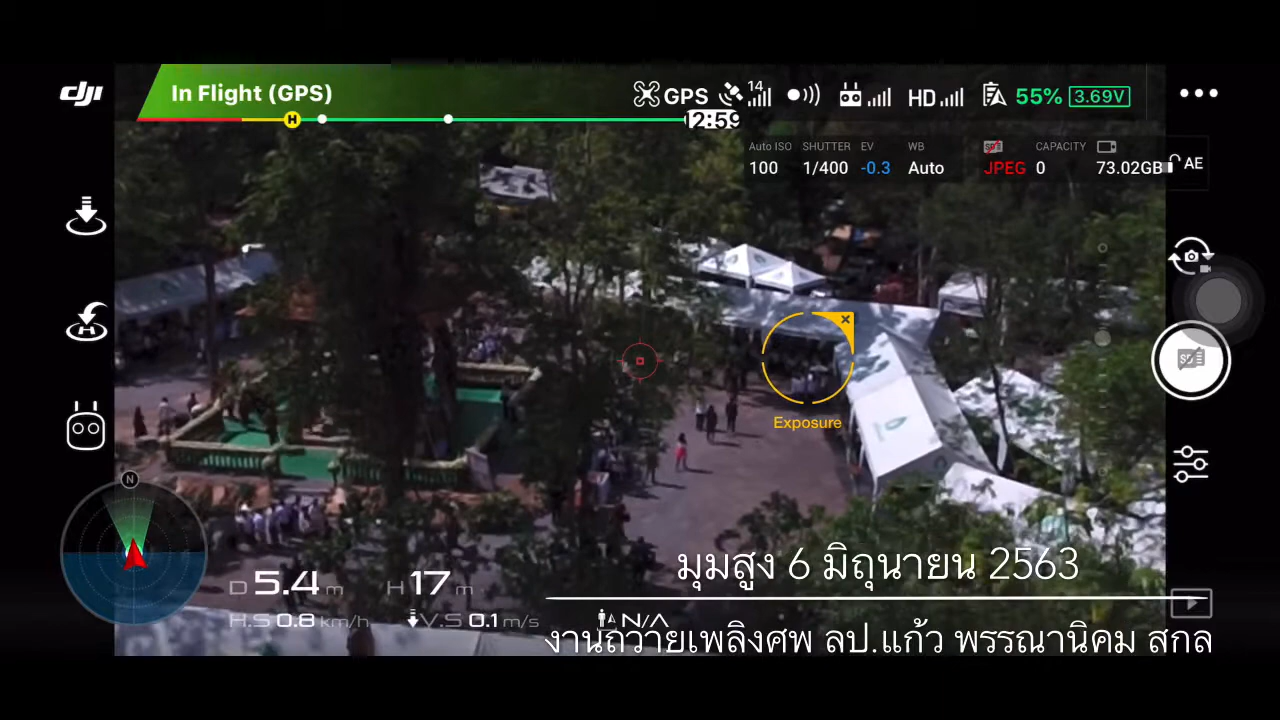 dji
In Flight (GPS)
GPS
14
HD
55%
3.69V
H
12:59
Auto ISO
100
SHUTTER
1/400
EV
-0.3
WB
Auto
JPEG
CAPACITY
0
73.02GB
AE
Exposure
N
D 5.4 m
H 17 m
H.S 0.8 km/h
V.S 0.1 m/s
N/A
มุมสูง 6 มิถุนายน 2563
งานถวายเพลิงศพ ลป.แก้ว พรรณานิคม สกล